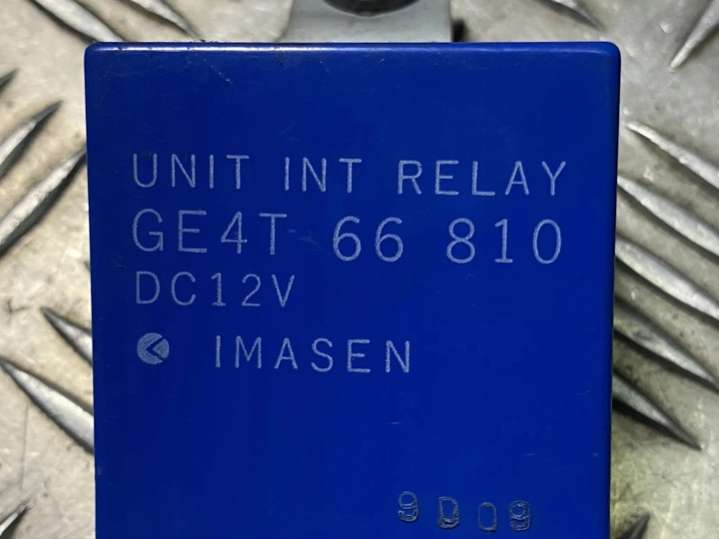 UNIT INT RELAY
GE4T 66 810
DC12V
IMASEN
9D09